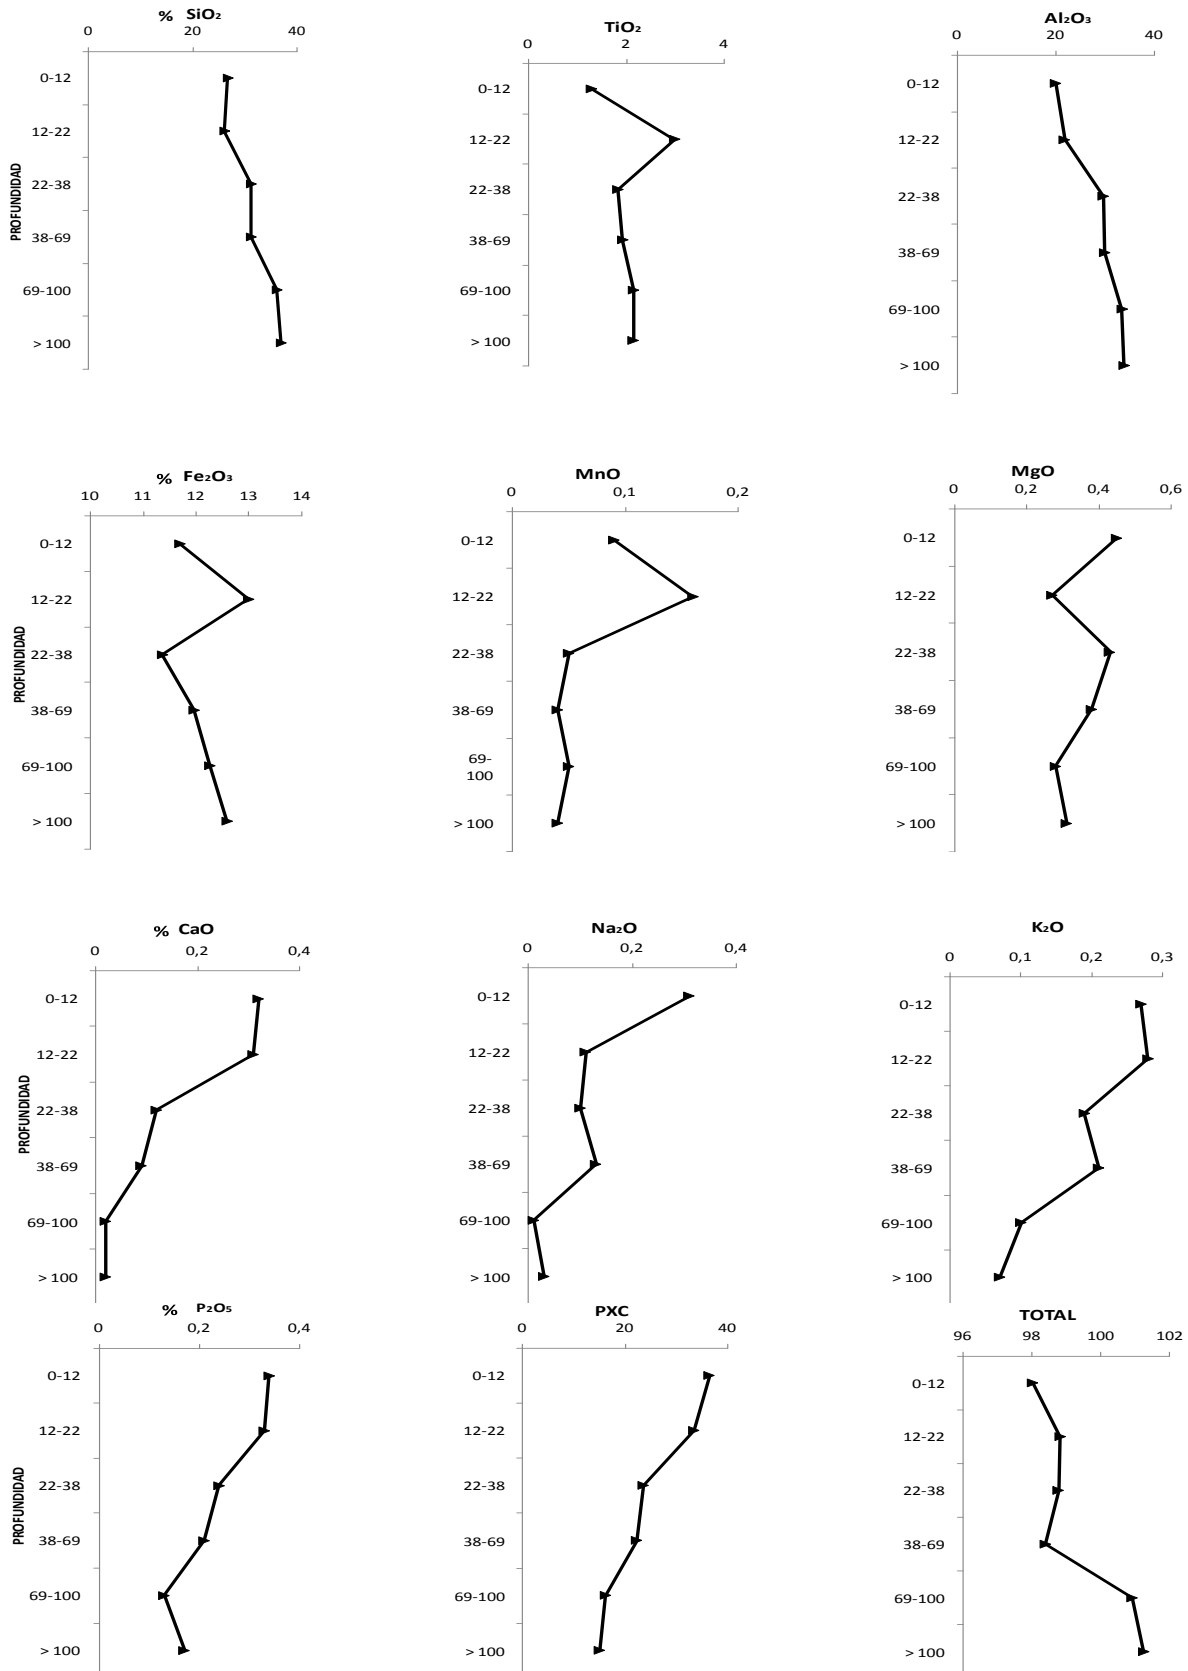 % SiO₂
0 20 40
0-12
12-22
22-38
38-69
69-100
> 100
PROFUNDIDAD
TiO₂
0 2 4
0-12
12-22
22-38
38-69
69-100
> 100
Al₂O₃
0 20 40
0-12
12-22
22-38
38-69
69-100
> 100
% Fe₂O₃
10 11 12 13 14
0-12
12-22
22-38
38-69
69-100
> 100
PROFUNDIDAD
MnO
0 0,1 0,2
0-12
12-22
22-38
38-69
69-
100
> 100
MgO
0 0,2 0,4 0,6
0-12
12-22
22-38
38-69
69-100
> 100
% CaO
0 0,2 0,4
0-12
12-22
22-38
38-69
69-100
> 100
PROFUNDIDAD
Na₂O
0 0,2 0,4
0-12
12-22
22-38
38-69
69-100
> 100
K₂O
0 0,1 0,2 0,3
0-12
12-22
22-38
38-69
69-100
> 100
% P₂O₅
0 0,2 0,4
0-12
12-22
22-38
38-69
69-100
> 100
PROFUNDIDAD
PXC
0 20 40
0-12
12-22
22-38
38-69
69-100
> 100
TOTAL
96 98 100 102
0-12
12-22
22-38
38-69
69-100
> 100